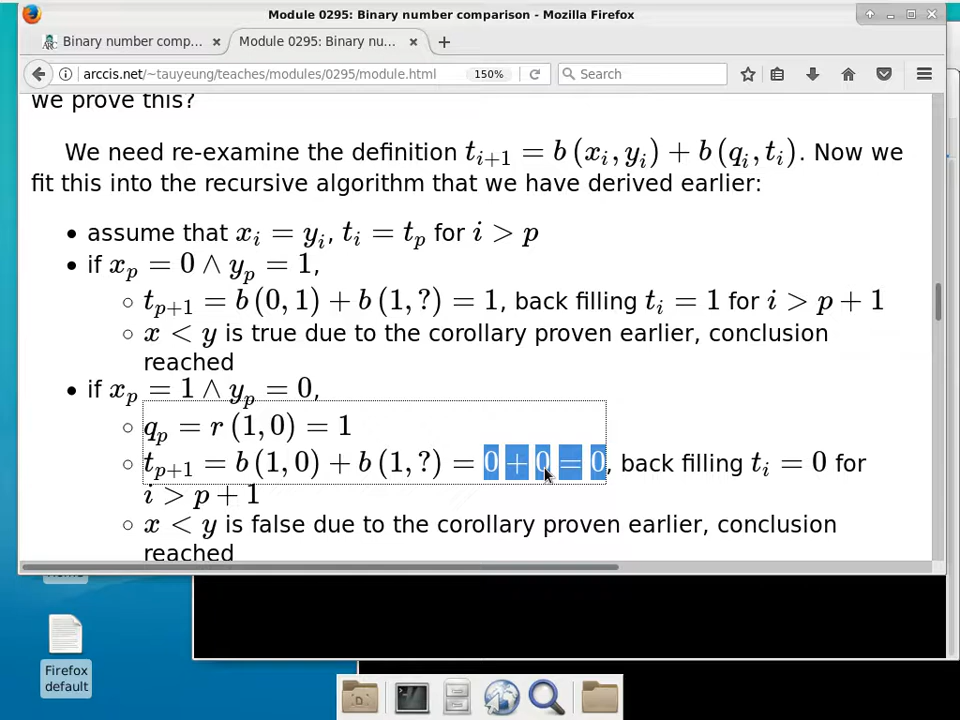 Module 0295: Binary number comparison - Mozilla Firefox
Binary number comp... × Module 0295: Binary nu... × +
arccis.net/~tauyeung/teaches/modules/0295/module.html 150% Search
we prove this?
We need re-examine the definition t_{i+1} = b (x_i, y_i) + b (q_i, t_i). Now we
fit this into the recursive algorithm that we have derived earlier:
• assume that x_i = y_i, t_i = t_p for i > p
• if x_p = 0 ∧ y_p = 1,
◦ t_{p+1} = b (0, 1) + b (1, ?) = 1, back filling t_i = 1 for i > p + 1
◦ x < y is true due to the corollary proven earlier, conclusion
reached
• if x_p = 1 ∧ y_p = 0,
◦ q_p = r (1, 0) = 1
◦ t_{p+1} = b (1, 0) + b (1, ?) = 0 + 0 = 0, back filling t_i = 0 for
i > p + 1
◦ x < y is false due to the corollary proven earlier, conclusion
reached
Firefox
default